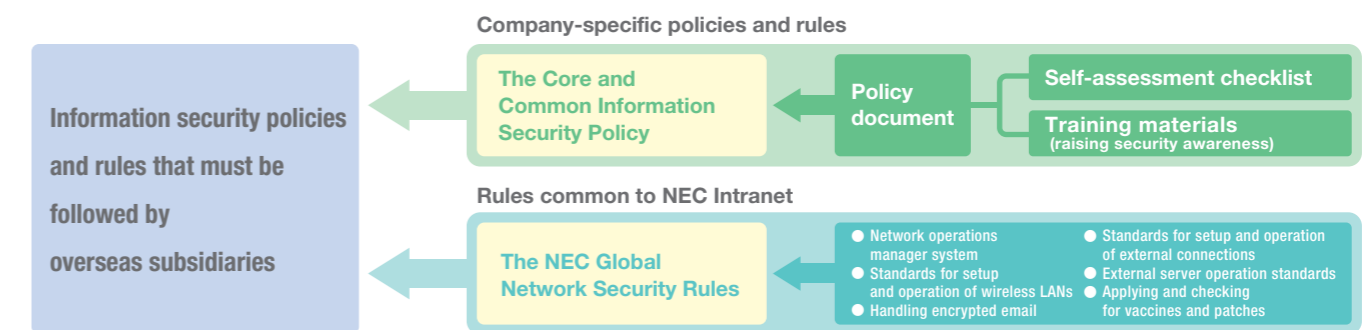 Company-specific policies and rules
Information security policies
and rules that must be
followed by
overseas subsidiaries
The Core and
Common Information
Security Policy
Policy
document
Self-assessment checklist
Training materials
(raising security awareness)
Rules common to NEC Intranet
The NEC Global
Network Security Rules
● Network operations
manager system
● Standards for setup
and operation of wireless LANs
● Handling encrypted email
● Standards for setup and operation
of external connections
● External server operation standards
● Applying and checking
for vaccines and patches